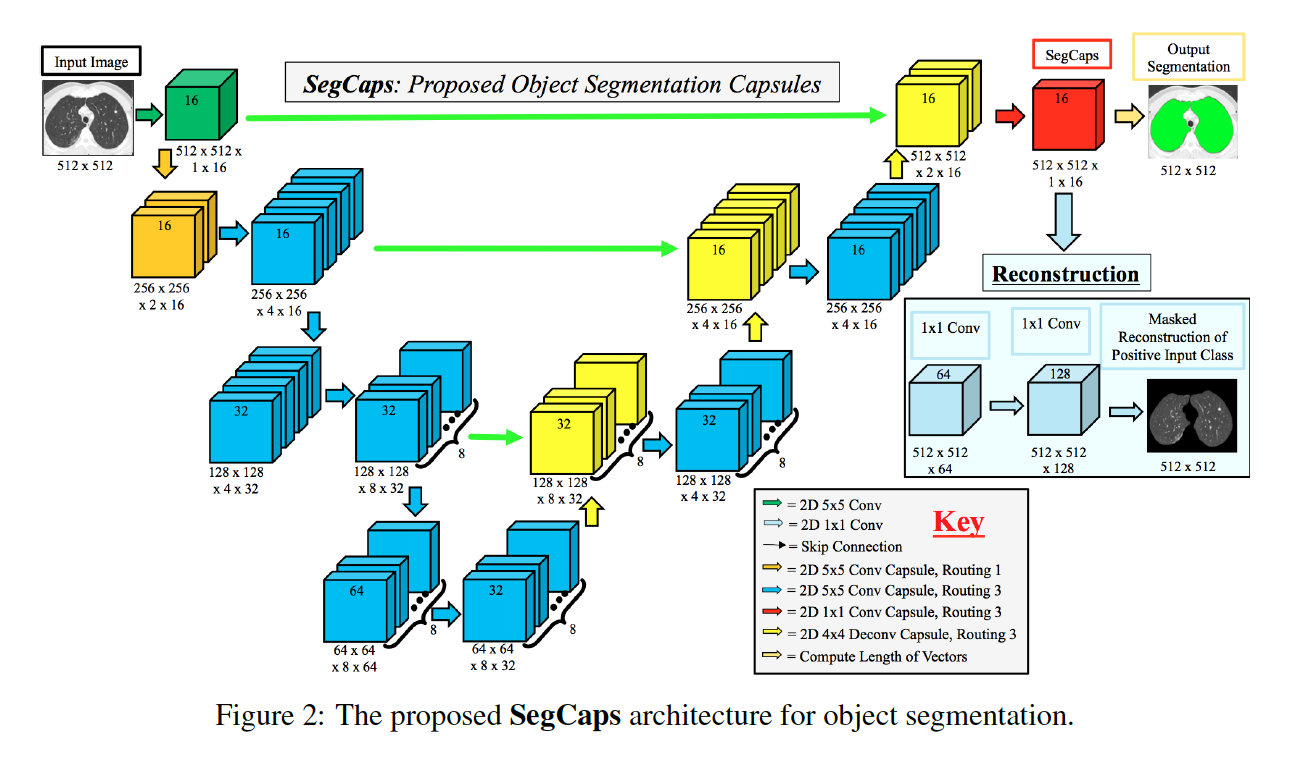 Input Image
512 x 512
16
512 x 512 x
1 x 16
SegCaps: Proposed Object Segmentation Capsules
16
512 x 512
x 2 x 16
SegCaps
16
512 x 512 x
1 x 16
Output
Segmentation
512 x 512
16
256 x 256
x 2 x 16
16
256 x 256
x 4 x 16
16
256 x 256
x 4 x 16
16
256 x 256
x 4 x 16
32
128 x 128
x 4 x 32
32
128 x 128
x 8 x 32
8
32
128 x 128
x 8 x 32
8
32
128 x 128
x 4 x 32
8
64
64 x 64
x 8 x 64
8
32
64 x 64
x 8 x 32
8
Reconstruction
1x1 Conv
64
512 x 512
x 64
1x1 Conv
128
512 x 512
x 128
Masked
Reconstruction of
Positive Input Class
512 x 512
Key
= 2D 5x5 Conv
= 2D 1x1 Conv
= Skip Connection
= 2D 5x5 Conv Capsule, Routing 1
= 2D 5x5 Conv Capsule, Routing 3
= 2D 1x1 Conv Capsule, Routing 3
= 2D 4x4 Deconv Capsule, Routing 3
= Compute Length of Vectors
Figure 2: The proposed SegCaps architecture for object segmentation.